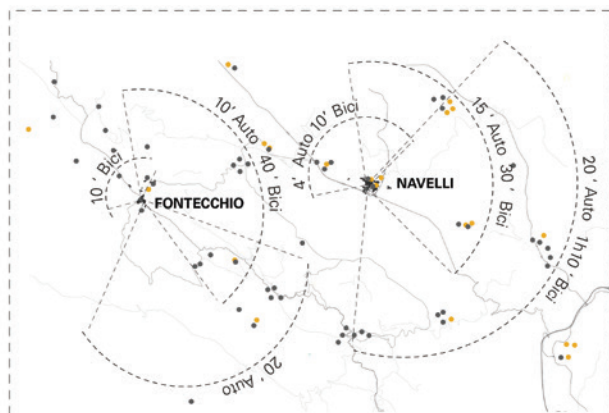 10' Auto 40' Bici
10' Bici
FONTECCHIO
20' Auto
4' Auto 10' Bici
NAVELLI
15' Auto 30' Bici
20' Auto 1h10' Bici